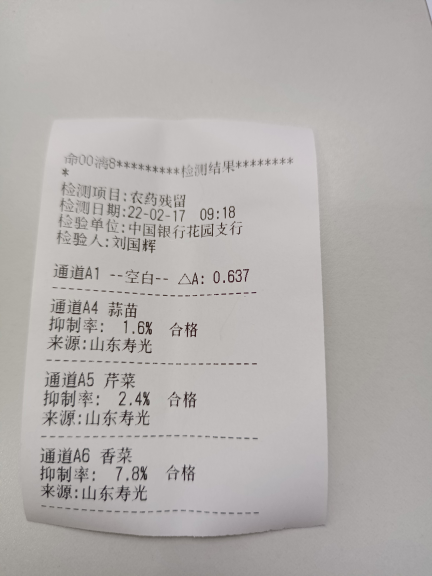 *********检测结果********
*
检测项目:农药残留
检测日期:22-02-17 09:18
检验单位:中国银行花园支行
检验人:刘国辉
通道A1 --空白-- △A: 0.637
通道A4 蒜苗
抑制率: 1.6% 合格
来源:山东寿光
通道A5 芹菜
抑制率: 2.4% 合格
来源:山东寿光
通道A6 香菜
抑制率: 7.8% 合格
来源:山东寿光